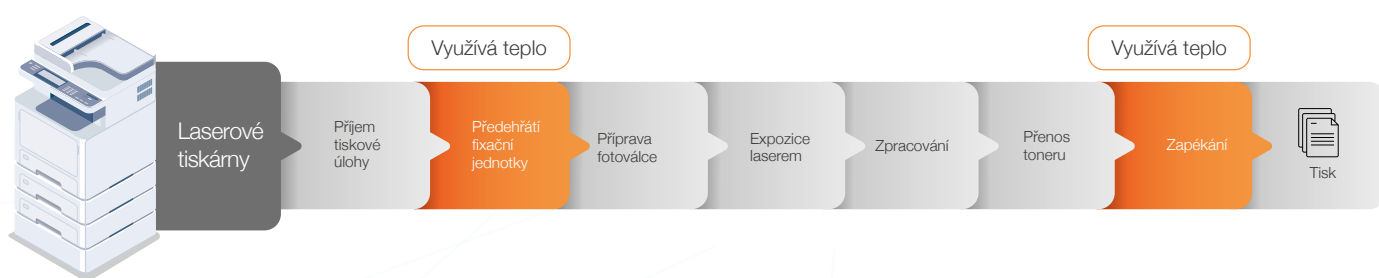 Využívá teplo
Využívá teplo
Laserové
tiskárny
Příjem
tiskové
úlohy
Předehřátí
fixační
jednotky
Příprava
fotoválce
Expozice
laserem
Zpracování
Přenos
toneru
Zapékání
Tisk